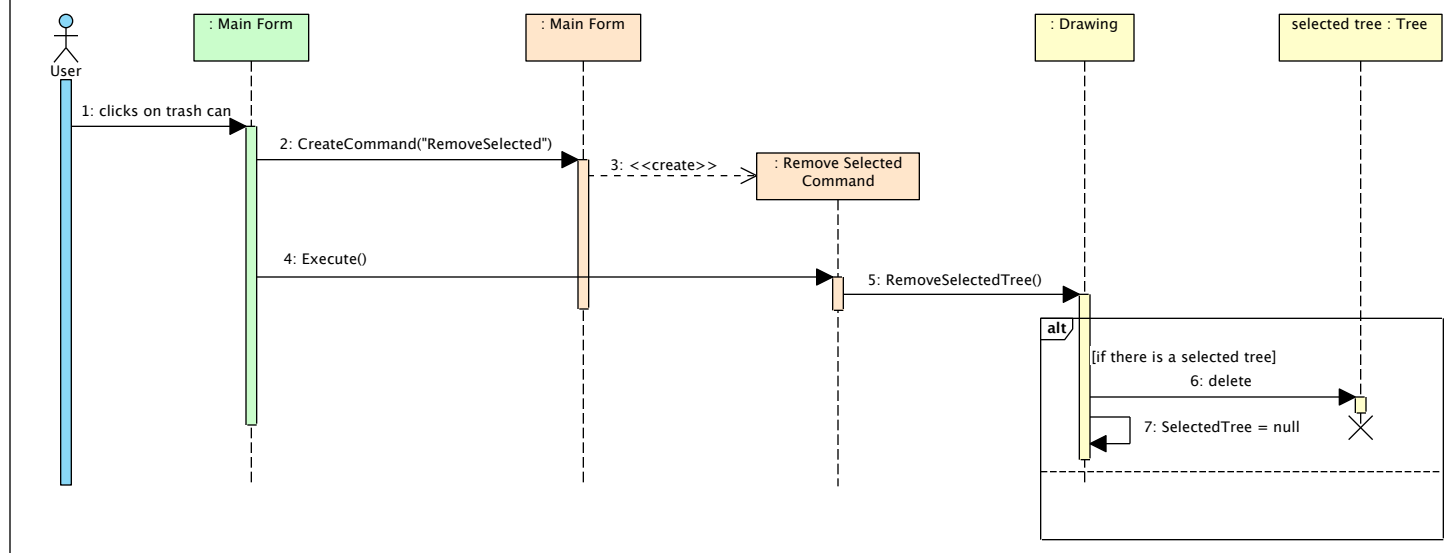 : Main Form
: Main Form
: Drawing
selected tree : Tree
User
1: clicks on trash can
2: CreateCommand("RemoveSelected")
3: <<create>>
: Remove Selected
Command
4: Execute()
5: RemoveSelectedTree()
alt
[if there is a selected tree]
6: delete
7: SelectedTree = null